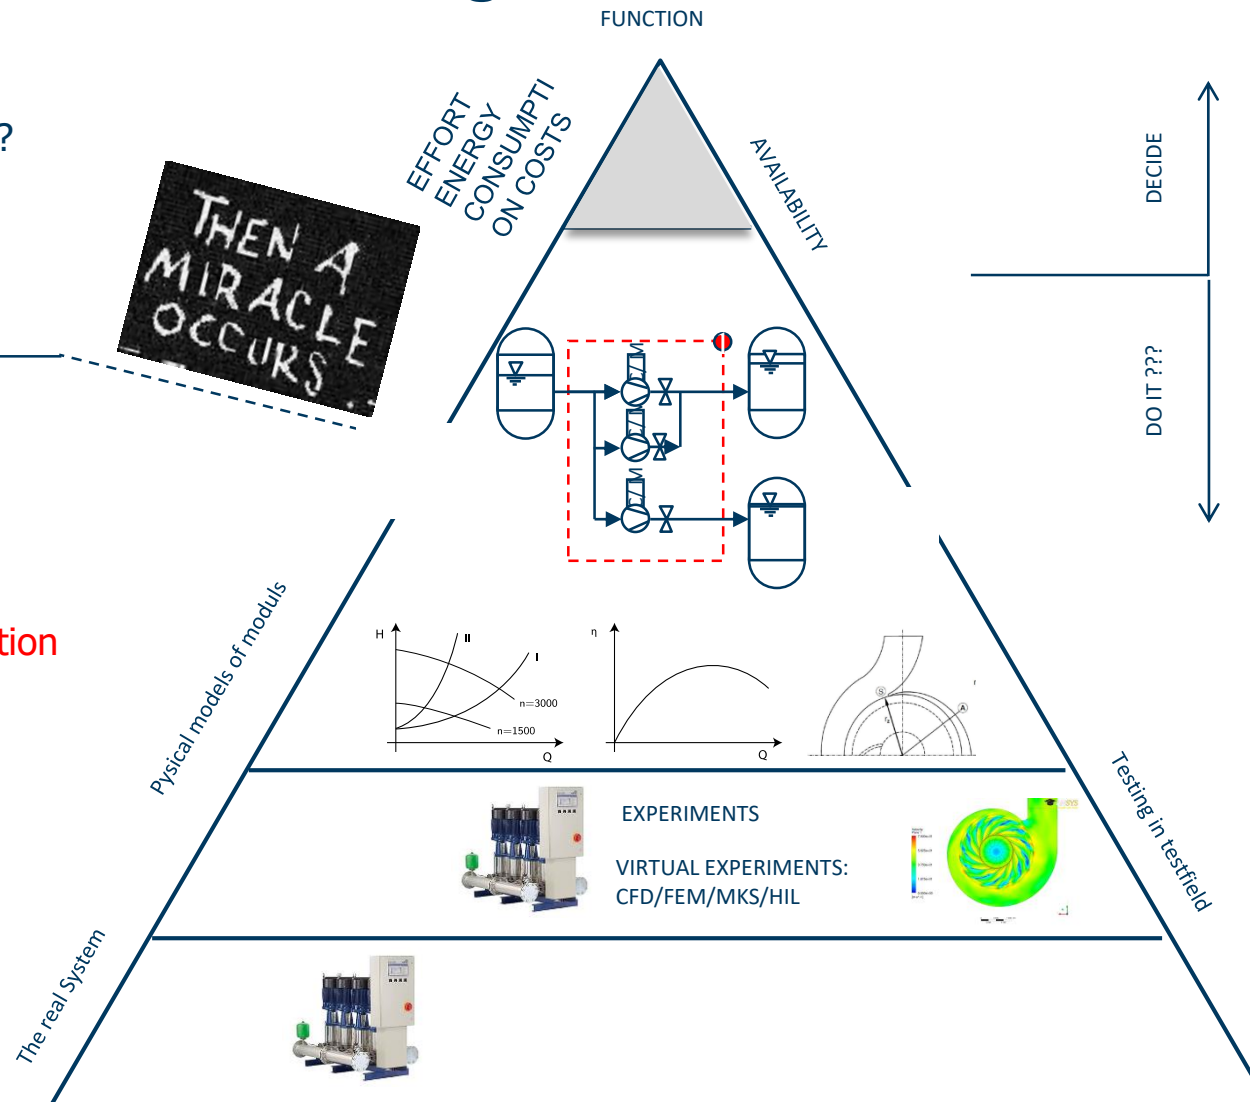 FUNCTION
?
EFFORT
ENERGY
CONSUMPTI
ON COSTS
AVAILABILITY
DECIDE
THEN A
MIRACLE
OCCURS
DO IT ???
tion
Pysical models of moduls
H
II
I
n=3000
n=1500
Q
η
Q
S
A
Testing in testfield
EXPERIMENTS
VIRTUAL EXPERIMENTS:
CFD/FEM/MKS/HIL
The real System